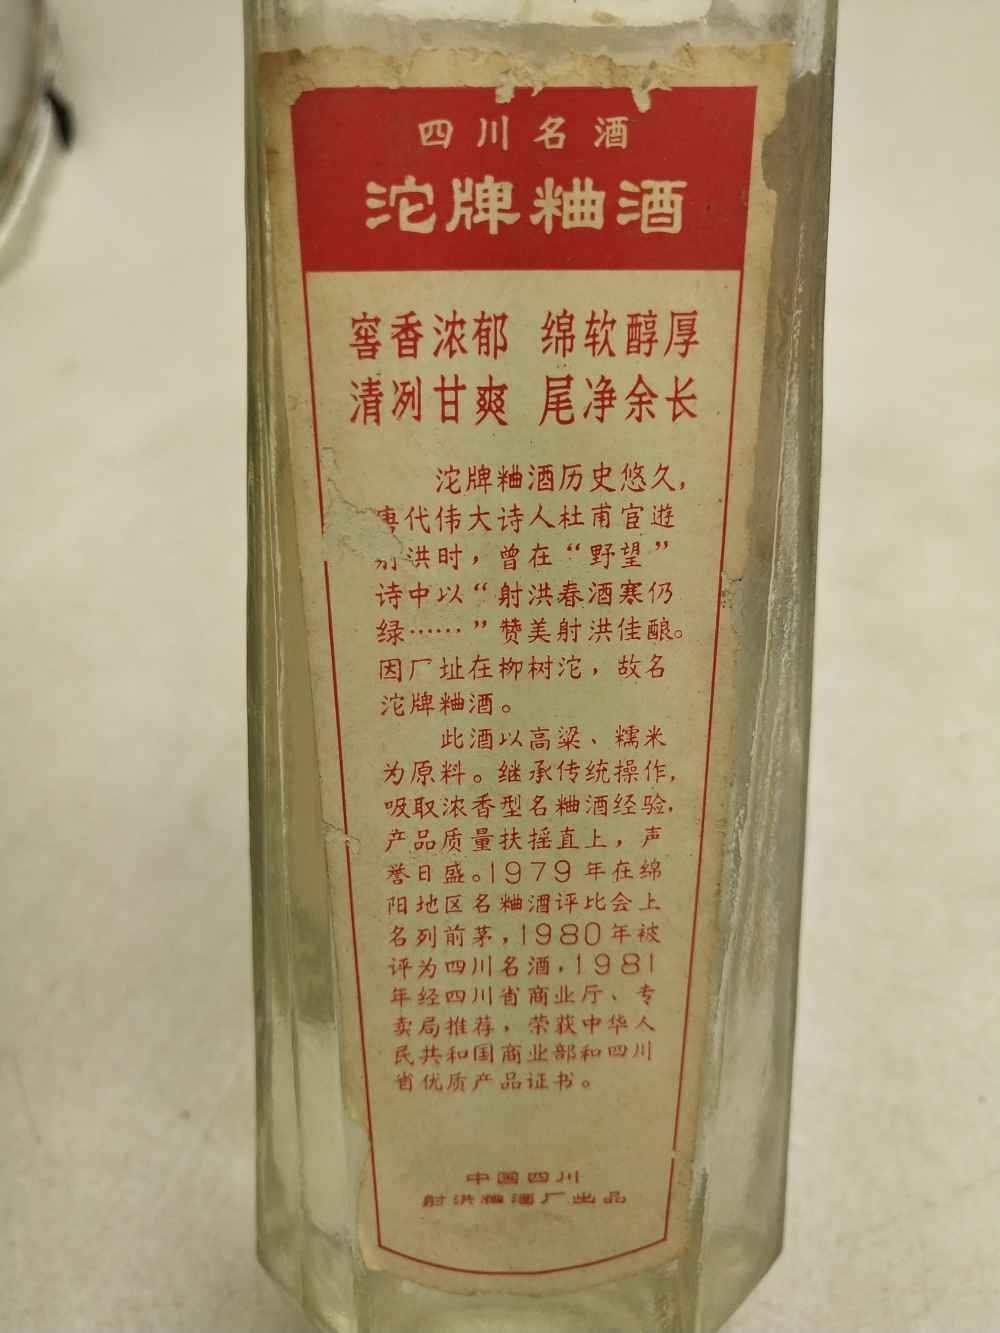 四川名酒
沱牌粬酒
窖香浓郁 绵软醇厚
清冽甘爽 尾净余长
沱牌粬酒历史悠久,
唐代伟大诗人杜甫宦遊
射洪时，曾在“野望”
诗中以“射洪春酒寒仍
绿……”赞美射洪佳酿。
因厂址在柳树沱，故名
沱牌粬酒。
此酒以高粱、糯米
为原料。继承传统操作,
吸取浓香型名粬酒经验,
产品质量扶摇直上，声
誉日盛。1979年在绵
阳地区名粬酒评比会上
名列前茅,1980年被
评为四川名酒,1981
年经四川省商业厅、专
卖局推荐，荣获中华人
民共和国商业部和四川
省优质产品证书。
中国四川
射洪粬酒厂出品